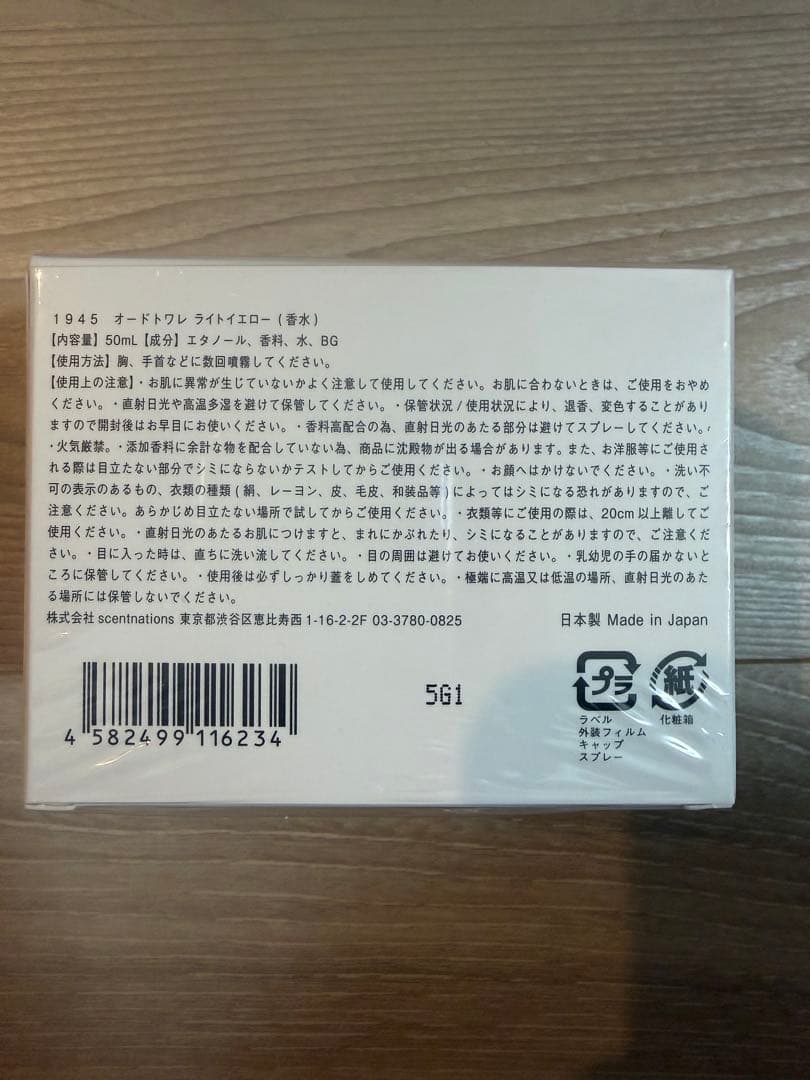 1945 オードトワレ ライトイエロー(香水)
【内容量】50mL【成分】エタノール、香料、水、BG
【使用方法】胸、手首などに数回噴霧してください。
【使用上の注意】・お肌に異常が生じていないかよく注意して使用してください。お肌に合わないときは、ご使用をおやめ
ください。・直射日光や高温多湿を避けて保管してください。・保管状況/使用状況により、退香、変色することがあり
ますので開封後はお早目にお使いください。・香料高配合の為、直射日光のあたる部分は避けてスプレーしてください。
・火気厳禁。・添加香料に余計な物を配合していない為、商品に沈殿物が出る場合があります。また、お洋服等にご使用さ
れる際は目立たない部分でシミにならないかテストしてからご使用ください。・お顔へはかけないでください。・洗い不
可の表示のあるもの、衣類の種類(絹、レーヨン、皮、毛皮、和装品等)によってはシミになる恐れがありますので、ご
注意ください。あらかじめ目立たない場所で試してからご使用ください。・衣類等にご使用の際は、20cm以上離してご
使用ください。・直射日光のあたるお肌につけますと、まれにかぶれたり、シミになることがありますので、ご注意くださ
い。・目に入った時は、直ちに洗い流してください。・目の周囲は避けてお使いください。・乳幼児の手の届かないと
ころに保管してください。・使用後は必ずしっかり蓋をしめてください。・極端に高温又は低温の場所、直射日光のあた
る場所には保管しないでください。
株式会社 scentnations 東京都渋谷区恵比寿西 1-16-2-2F 03-3780-0825 日本製 Made in Japan
4 582499 116234
5G1
プラ
ラベル
外装フィルム
キャップ
スプレー
紙
化粧箱